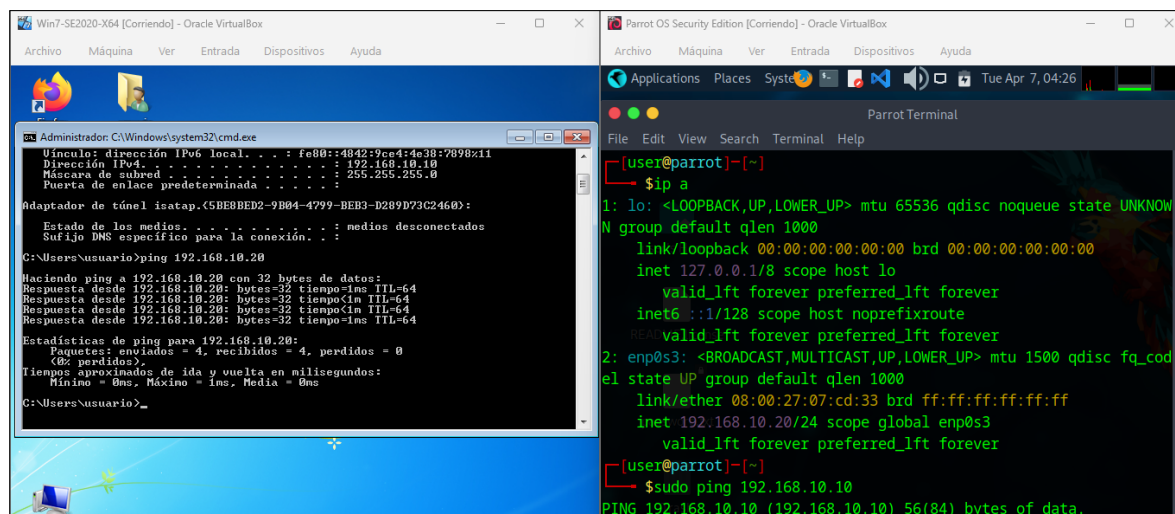 Win7-SE2020-X64 [Corriendo] - Oracle VirtualBox
Archivo Máquina Ver Entrada Dispositivos Ayuda
Administrador: C:\Windows\system32\cmd.exe
Vínculo: dirección IPv6 local. . . : fe80::4842:9ce4:4e38:7898%11
Dirección IPv4. . . . . . . . . . . . . . : 192.168.10.10
Máscara de subred . . . . . . . . . . . . : 255.255.255.0
Puerta de enlace predeterminada . . . . . :
Adaptador de túnel isatap.{5BE8BED2-9B04-4799-BEB3-D289D73C2460}:
Estado de los medios. . . . . . . . . . . : medios desconectados
Sufijo DNS específico para la conexión. . :
C:\Users\usuario>ping 192.168.10.20
Haciendo ping a 192.168.10.20 con 32 bytes de datos:
Respuesta desde 192.168.10.20: bytes=32 tiempo=1ms TTL=64
Respuesta desde 192.168.10.20: bytes=32 tiempo<1m TTL=64
Respuesta desde 192.168.10.20: bytes=32 tiempo<1m TTL=64
Respuesta desde 192.168.10.20: bytes=32 tiempo=1ms TTL=64
Estadísticas de ping para 192.168.10.20:
Paquetes: enviados = 4, recibidos = 4, perdidos = 0
(0% perdidos),
Tiempos aproximados de ida y vuelta en milisegundos:
Mínimo = 0ms, Máximo = 1ms, Media = 0ms
C:\Users\usuario>_
Parrot OS Security Edition [Corriendo] - Oracle VirtualBox
Archivo Máquina Ver Entrada Dispositivos Ayuda
Applications Places Syste Tue Apr 7, 04:26
Parrot Terminal
File Edit View Search Terminal Help
[user@parrot]-[~]
$ip a
1: lo: <LOOPBACK,UP,LOWER_UP> mtu 65536 qdisc noqueue state UNKNOW
N group default qlen 1000
link/loopback 00:00:00:00:00:00 brd 00:00:00:00:00:00
inet 127.0.0.1/8 scope host lo
valid_lft forever preferred_lft forever
inet6 ::1/128 scope host noprefixroute
valid_lft forever preferred_lft forever
2: enp0s3: <BROADCAST,MULTICAST,UP,LOWER_UP> mtu 1500 qdisc fq_cod
el state UP group default qlen 1000
link/ether 08:00:27:07:cd:33 brd ff:ff:ff:ff:ff:ff
inet 192.168.10.20/24 scope global enp0s3
valid_lft forever preferred_lft forever
[user@parrot]-[~]
$sudo ping 192.168.10.10
PING 192.168.10.10 (192.168.10.10) 56(84) bytes of data.